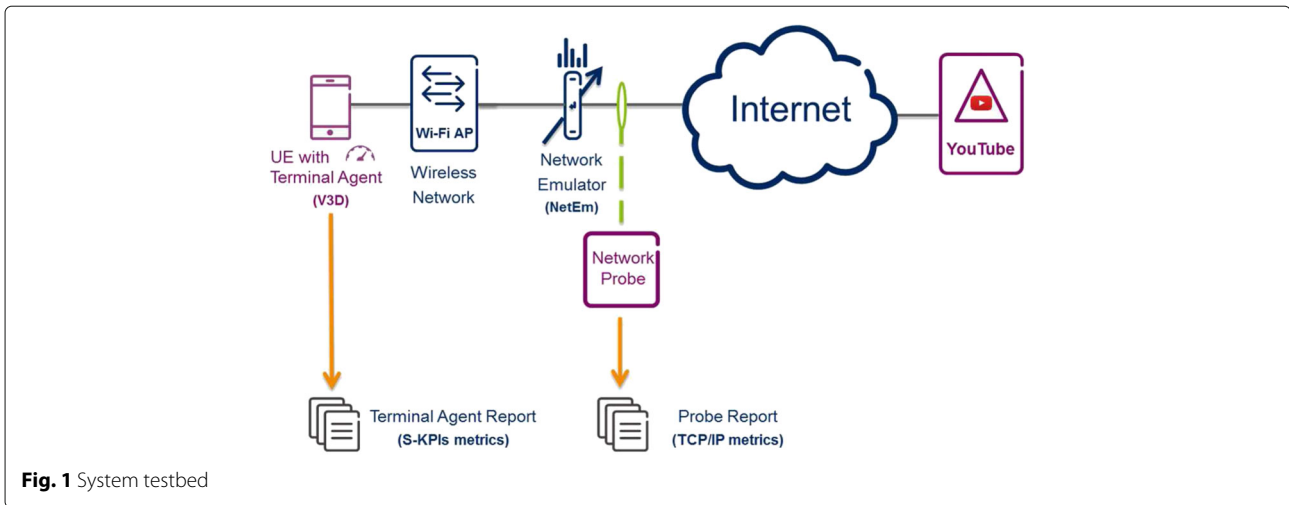 UE with
Terminal Agent
(V3D)
Wi-Fi AP
Wireless
Network
Network
Emulator
(NetEm)
Internet
YouTube
Network
Probe
Terminal Agent Report
(S-KPIs metrics)
Probe Report
(TCP/IP metrics)
Fig. 1 System testbed